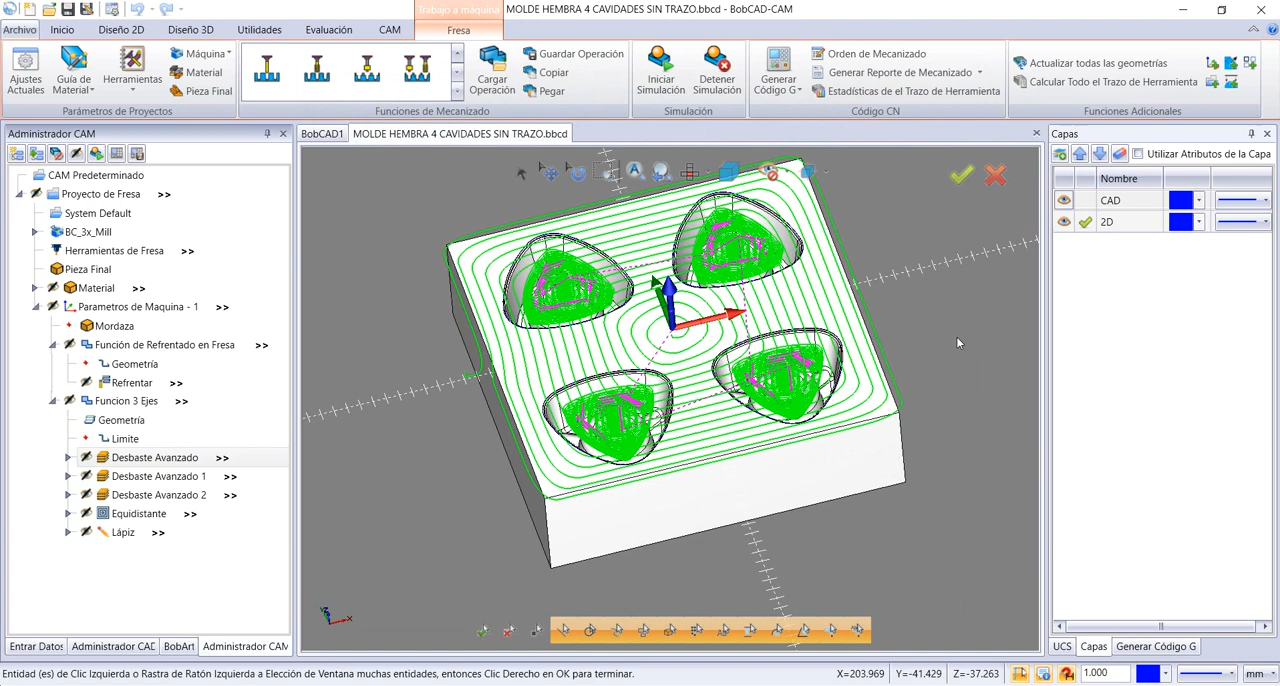 Trabajo a máquina
MOLDE HEMBRA 4 CAVIDADES SIN TRAZO.bbcd - BobCAD-CAM
Archivo Inicio Diseño 2D Diseño 3D Utilidades Evaluación CAM Fresa
Ajustes Actuales
Guía de Material
Herramientas
Máquina
Material
Pieza Final
Parámetros de Proyectos
Cargar Operación
Guardar Operación
Copiar
Pegar
Funciones de Mecanizado
Iniciar Simulación
Detener Simulación
Simulación
Generar Código G
Orden de Mecanizado
Generar Reporte de Mecanizado
Estadísticas de el Trazo de Herramienta
Código CN
Actualizar todas las geometrías
Calcular Todo el Trazo de Herramienta
Funciones Adicionales
Administrador CAM
BobCAD1 MOLDE HEMBRA 4 CAVIDADES SIN TRAZO.bbcd
Capas
CAM Predeterminado
Proyecto de Fresa >>
System Default
BC_3x_Mill
Herramientas de Fresa >>
Pieza Final
Material >>
Parametros de Maquina - 1 >>
Mordaza
Función de Refrentado en Fresa >>
Geometría
Refrentar >>
Funcion 3 Ejes >>
Geometría
Limite
Desbaste Avanzado >>
Desbaste Avanzado 1 >>
Desbaste Avanzado 2 >>
Equidistante >>
Lápiz >>
Utilizar Atributos de la Capa
Nombre
CAD
2D
Entrar Datos Administrador CAD BobArt Administrador CAM
UCS Capas Generar Código G
Entidad (es) de Clic Izquierda o Rastra de Ratón Izquierda a Elección de Ventana muchas entidades, entonces Clic Derecho en OK para terminar.
X=203.969 Y=-41.429 Z=-37.263 1.000 mm